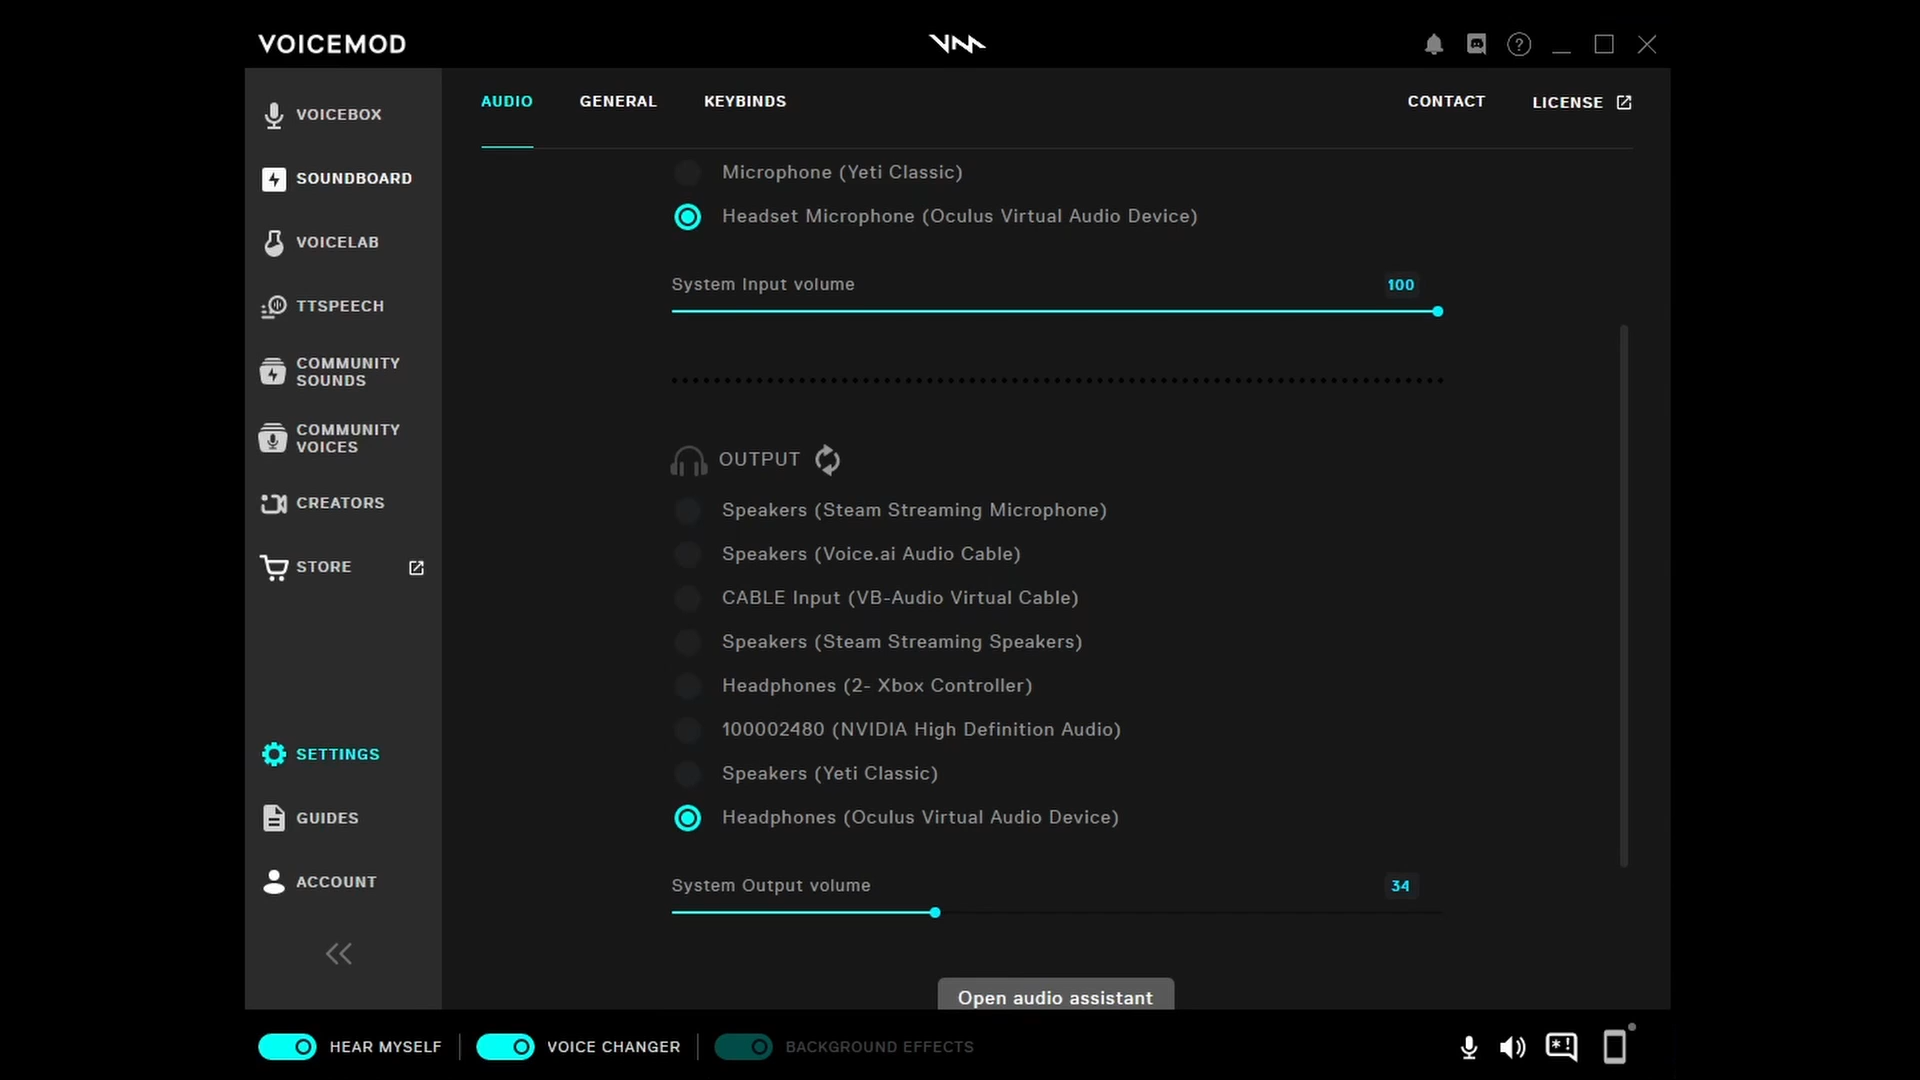 VOICEMOD
VOICEBOX
SOUNDBOARD
VOICELAB
TTSPEECH
COMMUNITY
SOUNDS
COMMUNITY
VOICES
CREATORS
STORE
SETTINGS
GUIDES
ACCOUNT
AUDIO
GENERAL
KEYBINDS
CONTACT
LICENSE
Microphone (Yeti Classic)
Headset Microphone (Oculus Virtual Audio Device)
System Input volume
100
OUTPUT
Speakers (Steam Streaming Microphone)
Speakers (Voice.ai Audio Cable)
CABLE Input (VB-Audio Virtual Cable)
Speakers (Steam Streaming Speakers)
Headphones (2- Xbox Controller)
100002480 (NVIDIA High Definition Audio)
Speakers (Yeti Classic)
Headphones (Oculus Virtual Audio Device)
System Output volume
34
Open audio assistant
HEAR MYSELF
VOICE CHANGER
BACKGROUND EFFECTS